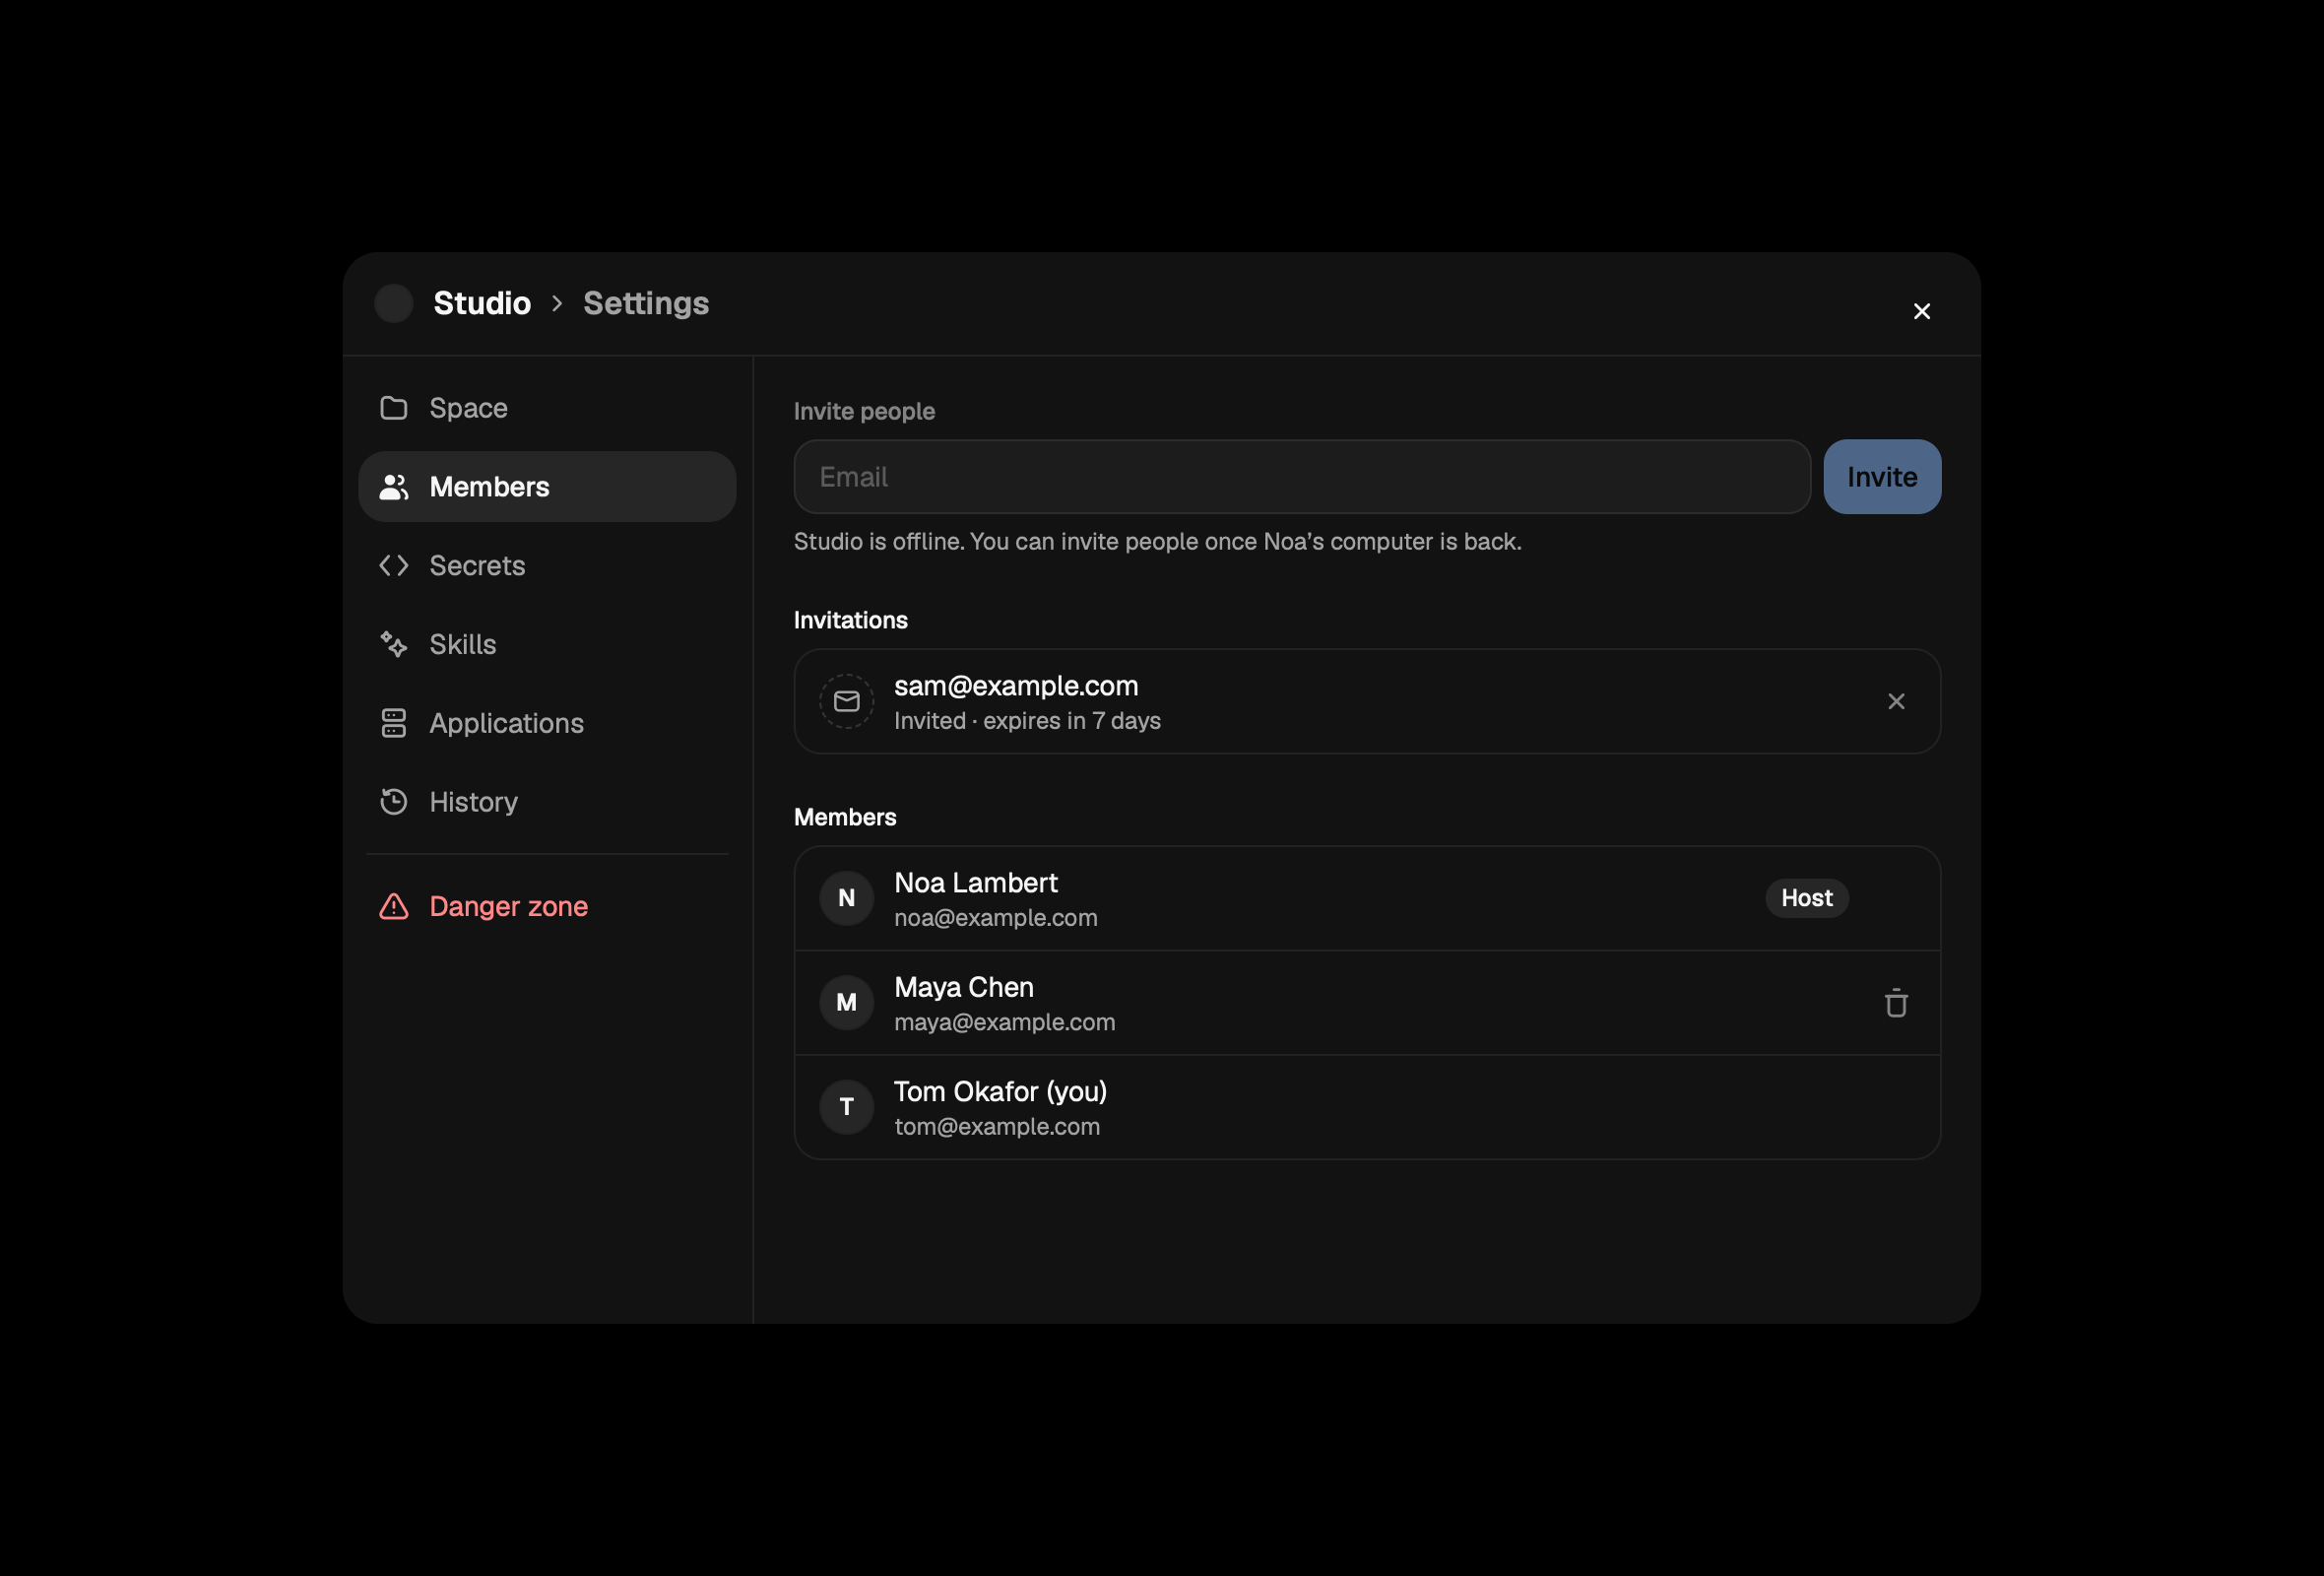 Studio > Settings
Space
Members
Secrets
Skills
Applications
History
Danger zone
Invite people
Email
Invite
Studio is offline. You can invite people once Noa’s computer is back.
Invitations
sam@example.com
Invited · expires in 7 days
Members
N
Noa Lambert
noa@example.com
Host
M
Maya Chen
maya@example.com
T
Tom Okafor (you)
tom@example.com